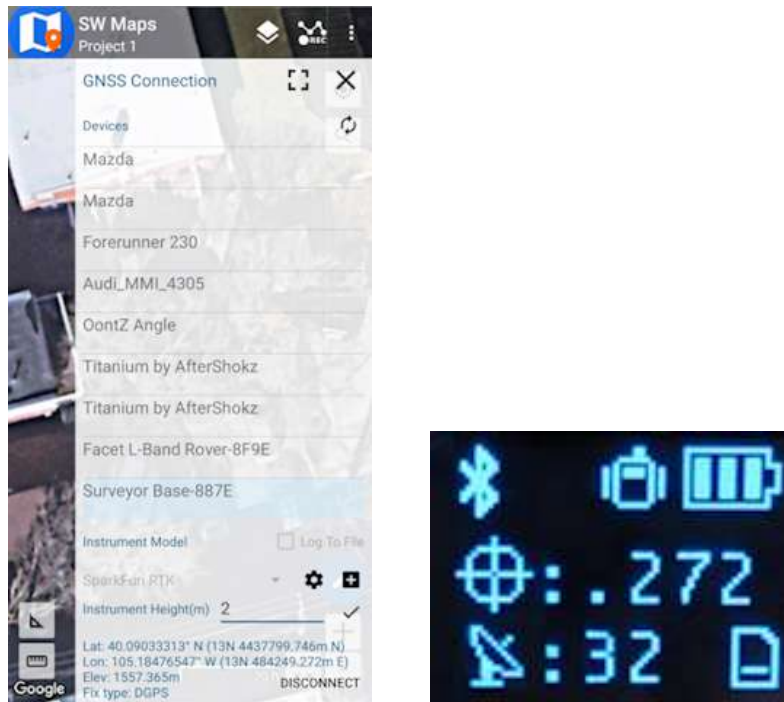 SW Maps
Project 1
REC
GNSS Connection
Devices
Mazda
Mazda
Forerunner 230
Audi_MMI_4305
OontZ Angle
Titanium by AfterShokz
Titanium by AfterShokz
Facet L-Band Rover-8F9E
Surveyor Base-887E
Instrument Model
Log To File
SparkFun RTK
Instrument Height(m) 2
Lat: 40.09033313° N (13N 4437799.746m N)
Lon: 105.18476547° W (13N 484249.272m E)
Elev: 1557.365m
Fix type: DGPS
DISCONNECT
Google
:.272
:32